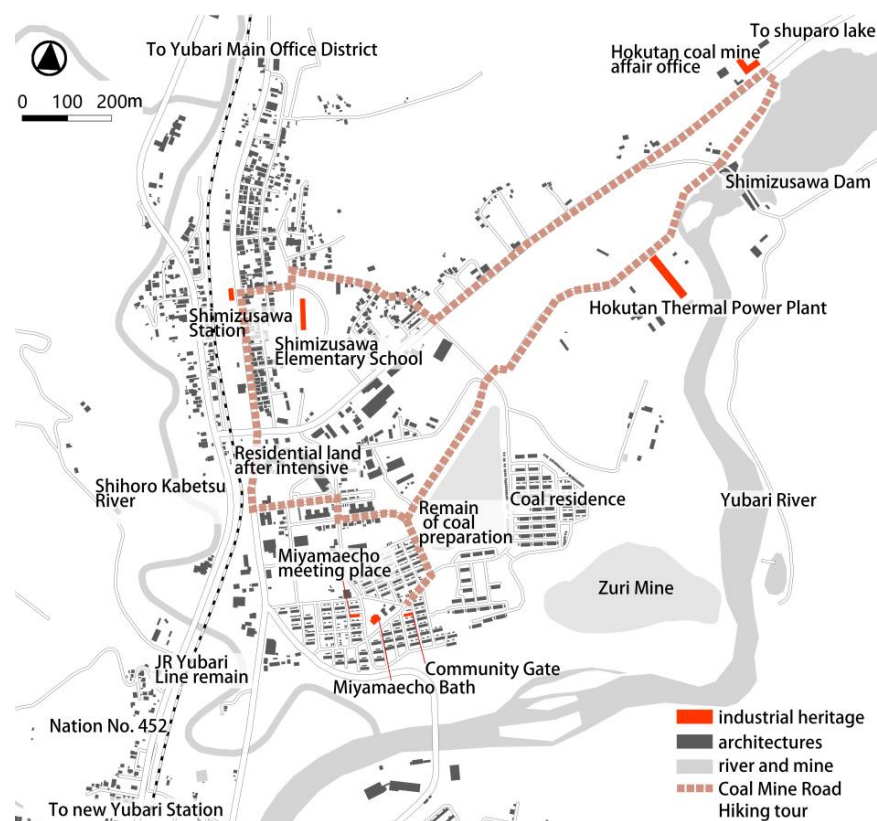 To shuparo lake
To Yubari Main Office District
Hokutan coal mine
affair office
0 100 200m
Shimizusawa Dam
Shimizusawa
Station
Hokutan Thermal Power Plant
Shimizusawa
Elementary School
Residential land
after intensive
Shihoro Kabetsu
River
Remain
of coal
preparation
Coal residence
Yubari River
Miyamaecho
meeting place
Zuri Mine
JR Yubari
Line remain
Community Gate
Miyamaecho Bath
Nation No. 452
To new Yubari Station
industrial heritage
architectures
river and mine
Coal Mine Road
Hiking tour